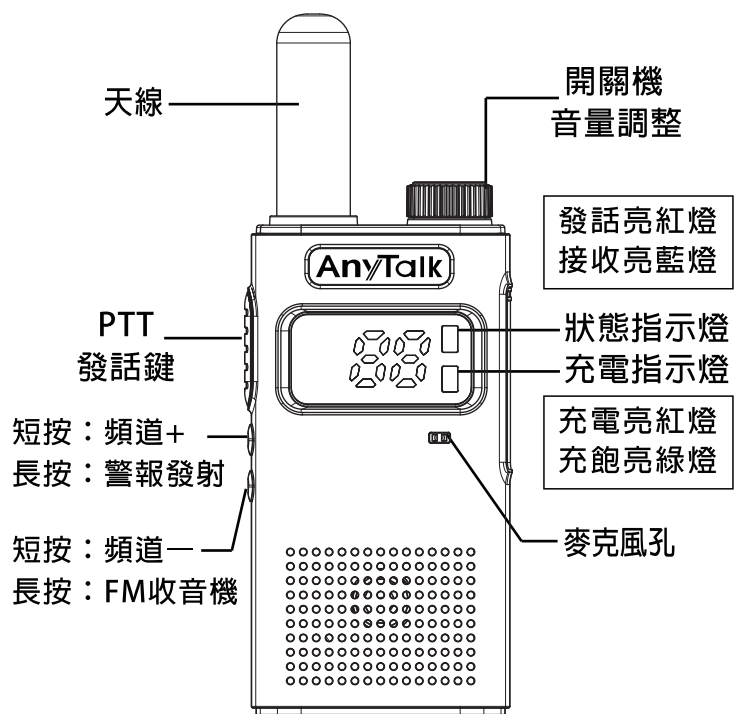 天線
開關機
音量調整
發話亮紅燈
接收亮藍燈
AnyTalk
PTT
發話鍵
88
狀態指示燈
充電指示燈
短按：頻道+
長按：警報發射
充電亮紅燈
充飽亮綠燈
短按：頻道—
長按：FM收音機
麥克風孔